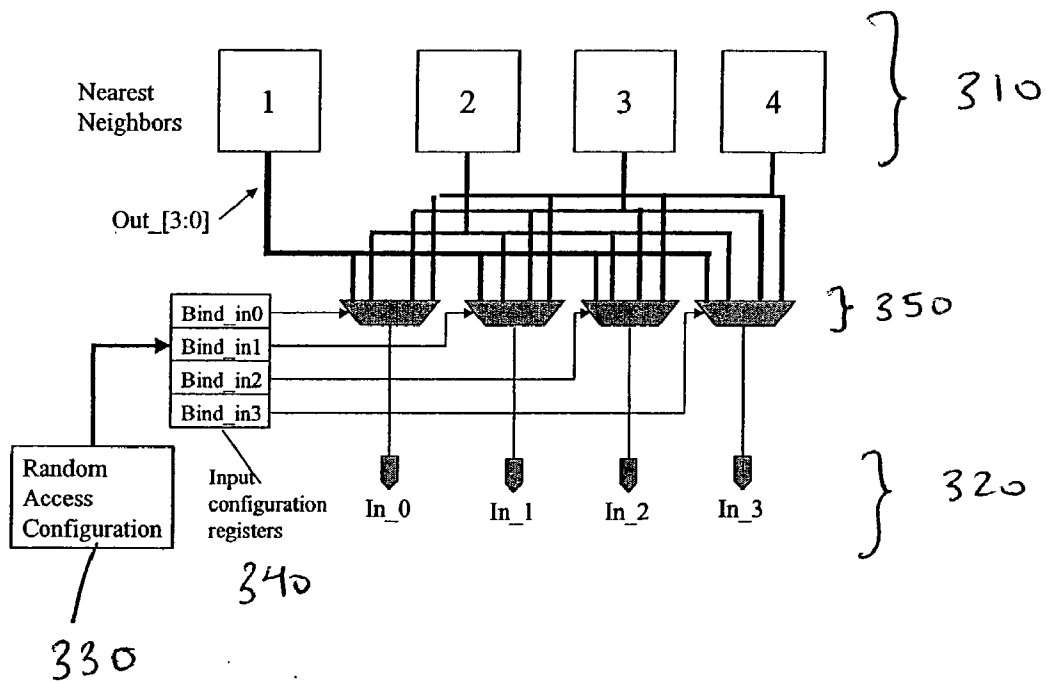 Nearest
Neighbors
1
2
3
4
310
Out_[3:0]
Bind_in0
Bind_in1
Bind_in2
Bind_in3
350
Random
Access
Configuration
Input
configuration
registers
In_0
In_1
In_2
In_3
320
340
330